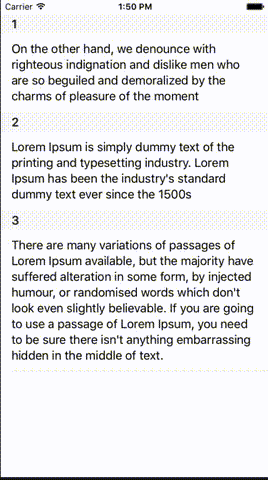 Carrier 1:50 PM
1
On the other hand, we denounce with
righteous indignation and dislike men who
are so beguiled and demoralized by the
charms of pleasure of the moment
2
Lorem Ipsum is simply dummy text of the
printing and typesetting industry. Lorem
Ipsum has been the industry's standard
dummy text ever since the 1500s
3
There are many variations of passages of
Lorem Ipsum available, but the majority have
suffered alteration in some form, by injected
humour, or randomised words which don't
look even slightly believable. If you are going
to use a passage of Lorem Ipsum, you need
to be sure there isn't anything embarrassing
hidden in the middle of text.